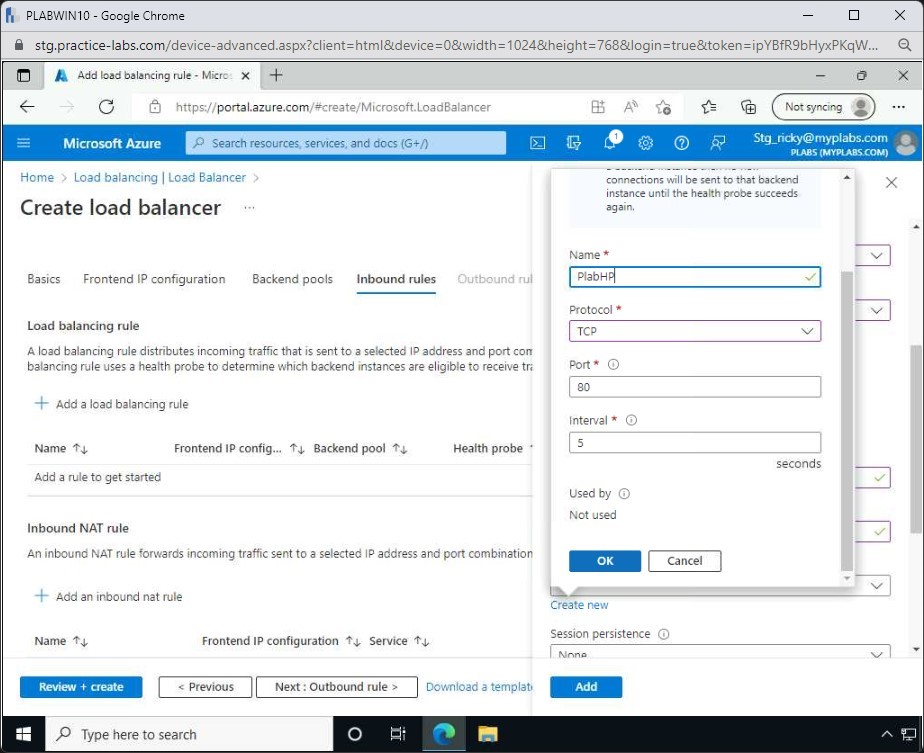 PLABWIN10 - Google Chrome
stg.practice-labs.com/device-advanced.aspx?client=html&device=0&width=1024&height=768&login=true&token=ipYBfR9bHyxPKqW...
Add load balancing rule - Micros
https://portal.azure.com/#create/Microsoft.LoadBalancer
Not syncing
Microsoft Azure
Search resources, services, and docs (G+/)
1
Stg_ricky@myplabs.com
PLABS (MYPLABS.COM)
Home > Load balancing | Load Balancer >
Create load balancer ...
Basics Frontend IP configuration Backend pools Inbound rules Outbound rul
Load balancing rule
A load balancing rule distributes incoming traffic that is sent to a selected IP address and port com
balancing rule uses a health probe to determine which backend instances are eligible to receive tra
+ Add a load balancing rule
Name ↑↓ Frontend IP config... ↑↓ Backend pool ↑↓ Health probe
Add a rule to get started
Inbound NAT rule
An inbound NAT rule forwards incoming traffic sent to a selected IP address and port combination
+ Add an inbound nat rule
Name ↑↓ Frontend IP configuration ↑↓ Service ↑↓
Review + create < Previous Next : Outbound rule > Download a template
connections will be sent to that backend
instance until the health probe succeeds
again.
Name *
PlabHP
Protocol *
TCP
Port *
80
Interval *
5
seconds
Used by
Not used
OK Cancel
Create new
Session persistence
None
Add
Type here to search